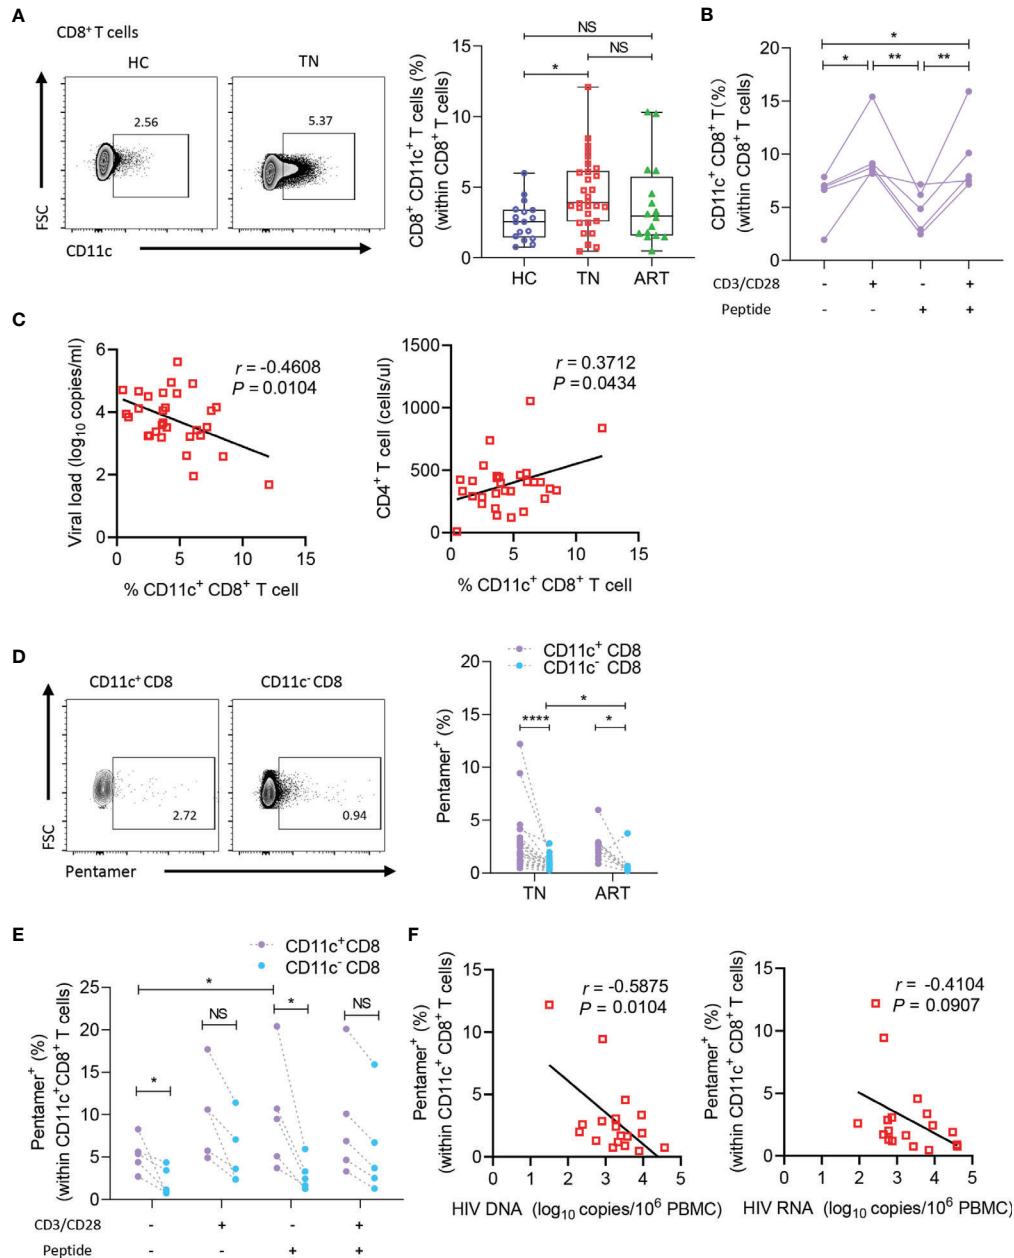 A
CD8⁺ T cells
HC
TN
2.56
5.37
FSC
CD11c
CD8⁺ CD11c⁺ T cells (%)
(within CD8⁺ T cells)
15
10
5
0
NS
NS
*
HC TN ART
B
CD11c⁺ CD8⁺ T(%)
(within CD8⁺ T cells)
20
15
10
5
0
*
* ** **
CD3/CD28 - + - +
Peptide - - + +
C
Viral load (log₁₀ copies/ml)
6
4
2
0
r = -0.4608
P = 0.0104
0 5 10 15
% CD11c⁺ CD8⁺ T cell
CD4⁺ T cell (cells/ul)
1500
1000
500
0
r = 0.3712
P = 0.0434
0 5 10 15
% CD11c⁺ CD8⁺ T cell
D
CD11c⁺ CD8
CD11c⁻ CD8
2.72
0.94
FSC
Pentamer
CD11c⁺ CD8
CD11c⁻ CD8
Pentamer⁺ (%)
20
15
10
5
0
*
**** *
TN ART
E
CD11c⁺CD8
CD11c⁻ CD8
Pentamer⁺ (%)
(within CD11c⁺CD8⁺ T cells)
25
20
15
10
5
0
*
* NS * NS
CD3/CD28 - + - +
Peptide - - + +
F
Pentamer⁺ (%)
(within CD11c⁺ CD8⁺ T cells)
15
10
5
0
r = -0.5875
P = 0.0104
0 1 2 3 4 5
HIV DNA (log₁₀ copies/10⁶ PBMC)
Pentamer⁺ (%)
(within CD11c⁺ CD8⁺ T cells)
15
10
5
0
r = -0.4104
P = 0.0907
0 1 2 3 4 5
HIV RNA (log₁₀ copies/10⁶ PBMC)